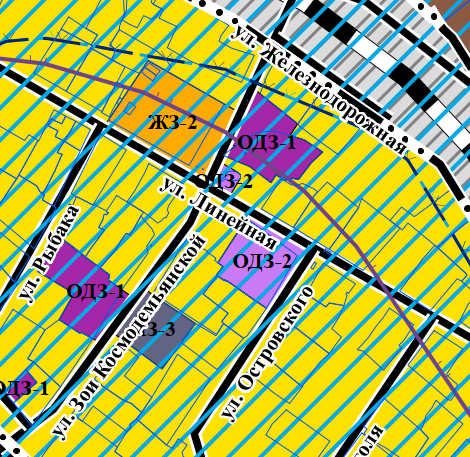 ул. Железнодорожная
ЖЗ-2
ОДЗ-1
ОДЗ-2
ул. Линейная
ул. Рыбака
ОДЗ-2
ОДЗ-1
ул. Зои Космодемьянской
ул. Островского
ОДЗ-1